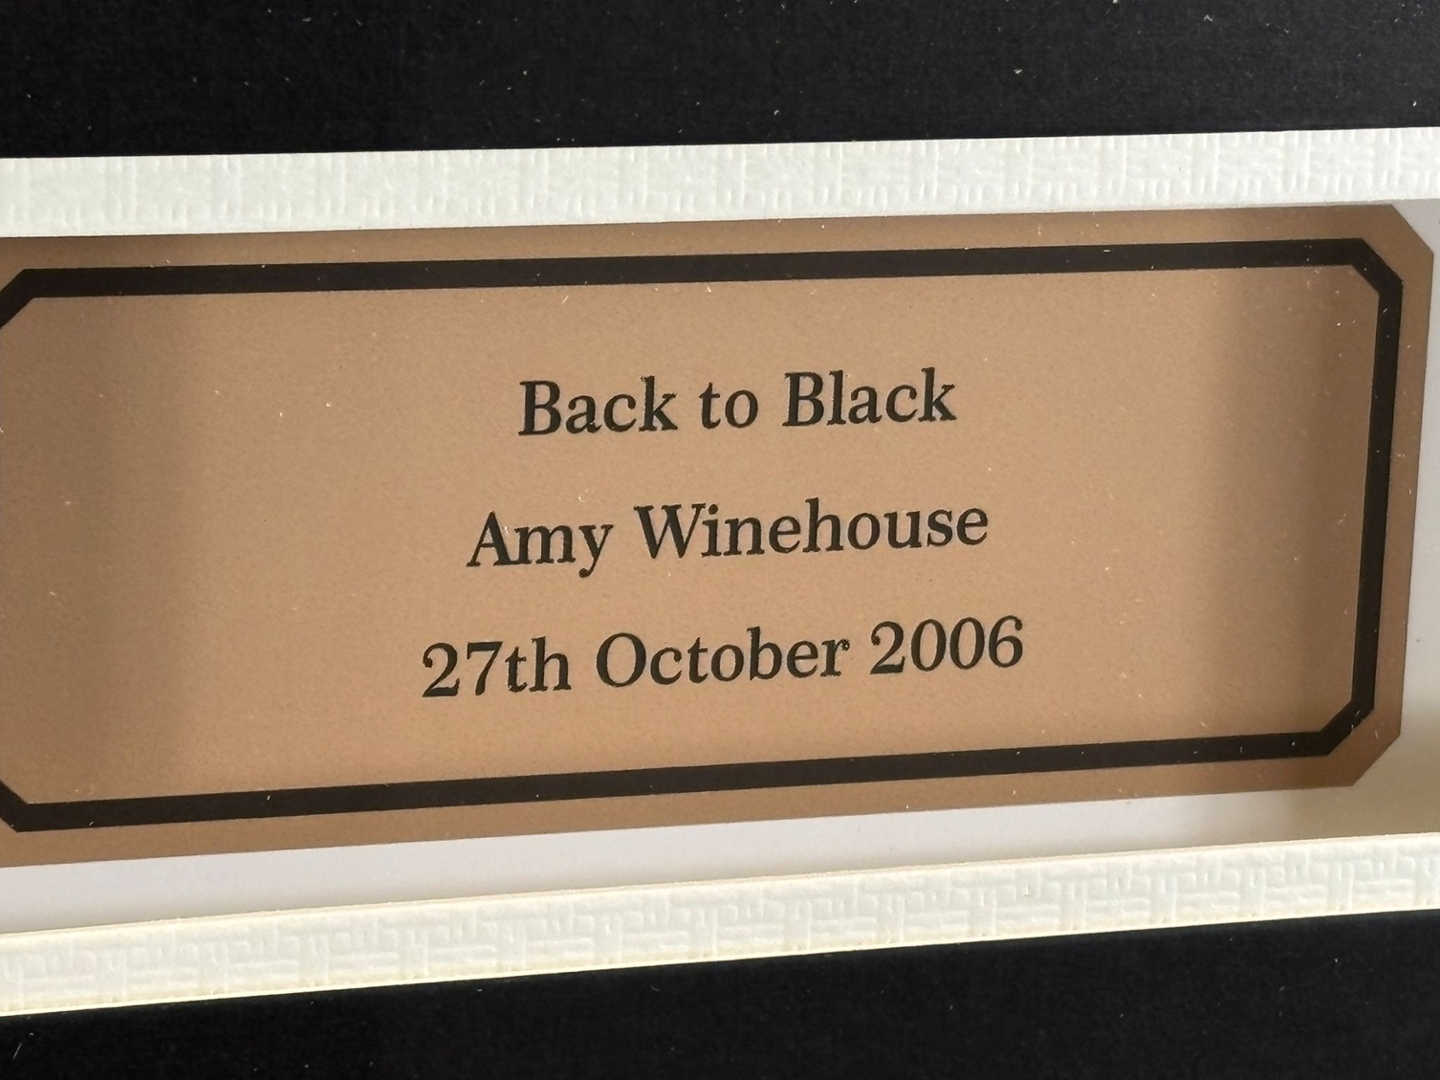 Back to Black
Amy Winehouse
27th October 2006